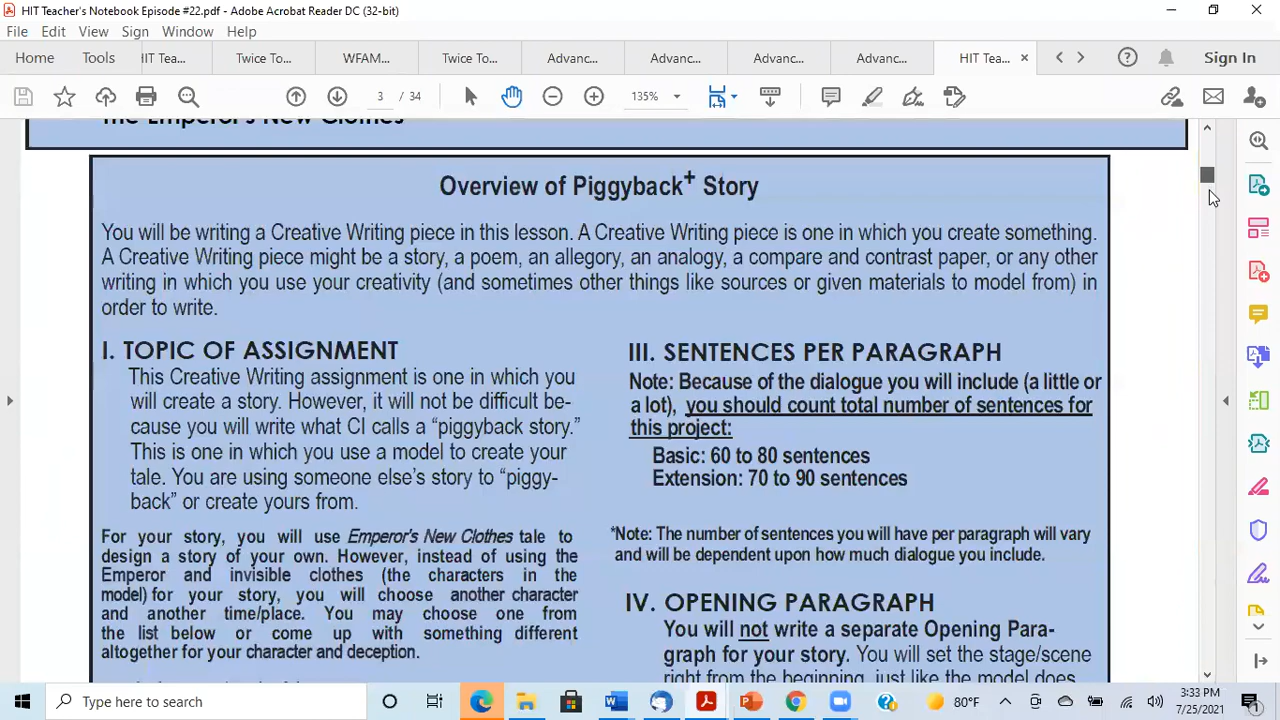 HIT Teacher's Notebook Episode #22.pdf - Adobe Acrobat Reader DC (32-bit)
File Edit View Sign Window Help
Home Tools HIT Tea... Twice To... WFAM... Twice To... Advanc... Advanc... Advanc... Advanc... HIT Tea... Sign In
3 / 34 135%
The Emperor's New Clothes
Overview of Piggyback+ Story
You will be writing a Creative Writing piece in this lesson. A Creative Writing piece is one in which you create something.
A Creative Writing piece might be a story, a poem, an allegory, an analogy, a compare and contrast paper, or any other
writing in which you use your creativity (and sometimes other things like sources or given materials to model from) in
order to write.
I. TOPIC OF ASSIGNMENT
This Creative Writing assignment is one in which you
will create a story. However, it will not be difficult be-
cause you will write what CI calls a “piggyback story.”
This is one in which you use a model to create your
tale. You are using someone else’s story to “piggy-
back” or create yours from.
For your story, you will use Emperor’s New Clothes tale to
design a story of your own. However, instead of using the
Emperor and invisible clothes (the characters in the
model) for your story, you will choose another character
and another time/place. You may choose one from
the list below or come up with something different
altogether for your character and deception.
III. SENTENCES PER PARAGRAPH
Note: Because of the dialogue you will include (a little or
a lot), you should count total number of sentences for
this project:
Basic: 60 to 80 sentences
Extension: 70 to 90 sentences
*Note: The number of sentences you will have per paragraph will vary
and will be dependent upon how much dialogue you include.
IV. OPENING PARAGRAPH
You will not write a separate Opening Para-
graph for your story. You will set the stage/scene
right from the beginning, just like the model does
Type here to search
80°F
3:33 PM
7/25/2021